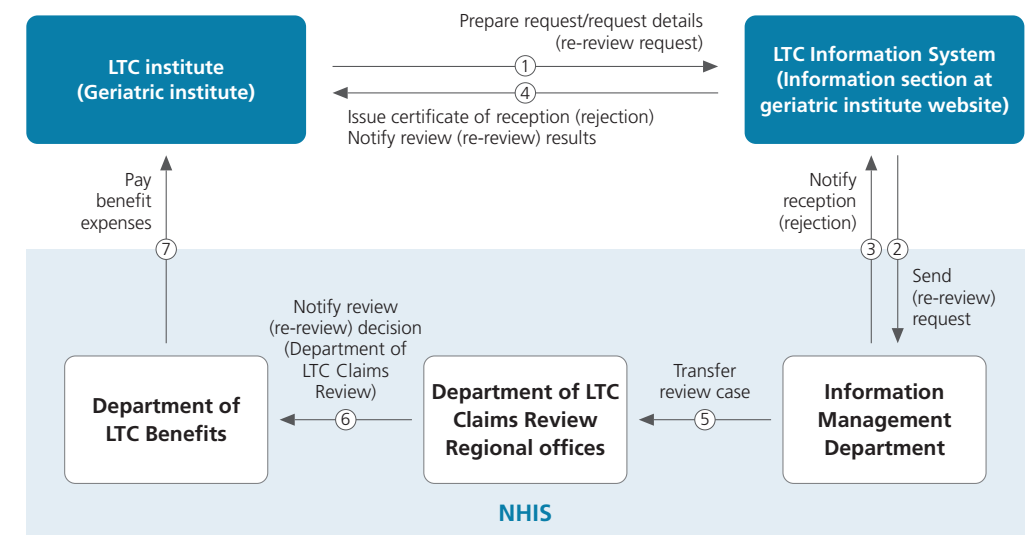 Prepare request/request details
(re-review request)
LTC institute
(Geriatric institute)
1
LTC Information System
(Information section at
geriatric institute website)
4
Issue certificate of reception (rejection)
Notify review (re-review) results
Pay
benefit
expenses
7
Notify
reception
(rejection)
3
2
Send
(re-review)
request
Notify review
(re-review) decision
(Department of
LTC Claims
Review)
6
Transfer
review case
5
Department of
LTC Benefits
Department of LTC
Claims Review
Regional offices
Information
Management
Department
NHIS